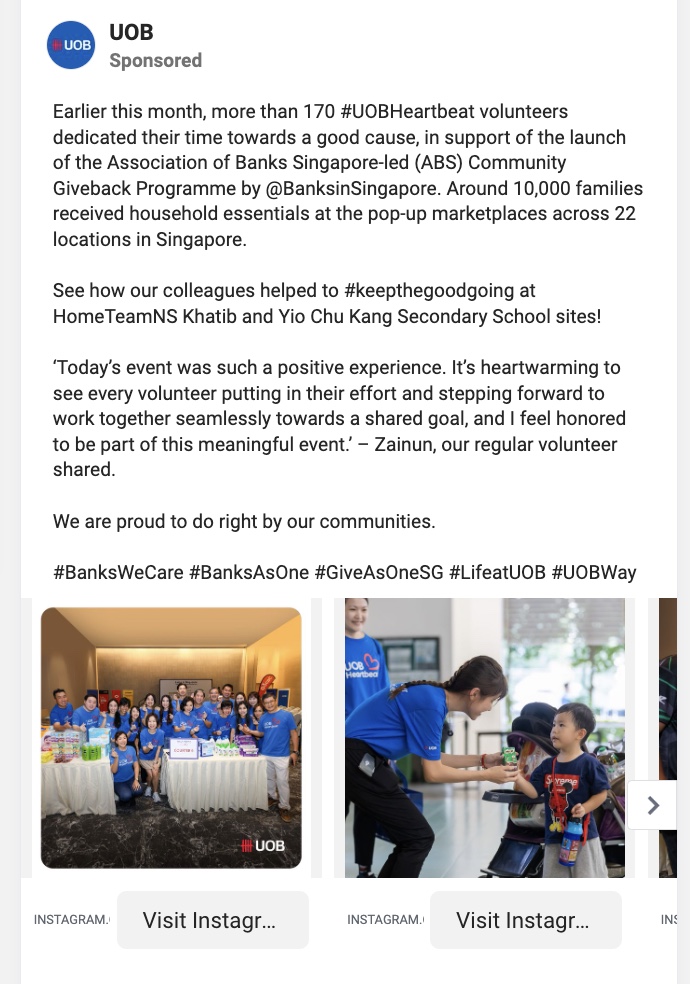 UOB
UOB
Sponsored
Earlier this month, more than 170 #UOBHeartbeat volunteers
dedicated their time towards a good cause, in support of the launch
of the Association of Banks Singapore-led (ABS) Community
Giveback Programme by @BanksinSingapore. Around 10,000 families
received household essentials at the pop-up marketplaces across 22
locations in Singapore.
See how our colleagues helped to #keepthegoodgoing at
HomeTeamNS Khatib and Yio Chu Kang Secondary School sites!
‘Today’s event was such a positive experience. It’s heartwarming to
see every volunteer putting in their effort and stepping forward to
work together seamlessly towards a shared goal, and I feel honored
to be part of this meaningful event.’ – Zainun, our regular volunteer
shared.
We are proud to do right by our communities.
#BanksWeCare #BanksAsOne #GiveAsOneSG #LifeatUOB #UOBWay
UOB
UOB
Heartbeat
Supreme
INSTAGRAM.
Visit Instagr...
INSTAGRAM.
Visit Instagr...
INS